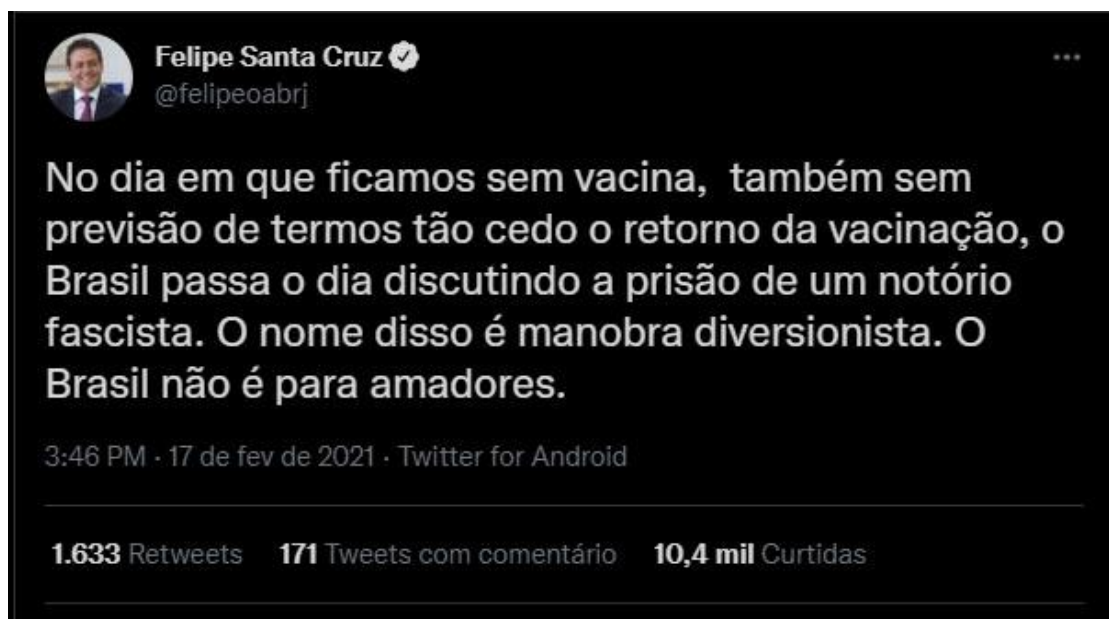 Felipe Santa Cruz
@felipeoabrj
No dia em que ficamos sem vacina,  também sem
previsão de termos tão cedo o retorno da vacinação, o
Brasil passa o dia discutindo a prisão de um notório
fascista. O nome disso é manobra diversionista. O
Brasil não é para amadores.
3:46 PM · 17 de fev de 2021 · Twitter for Android
1.633 Retweets 171 Tweets com comentário 10,4 mil Curtidas